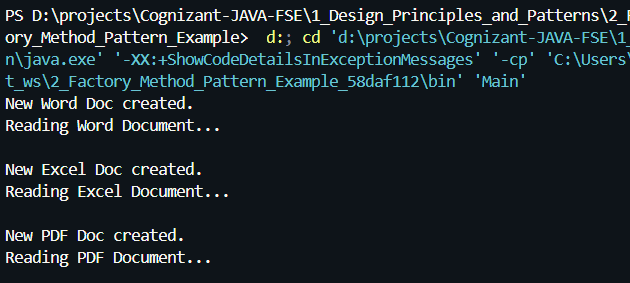 PS D:\projects\Cognizant-JAVA-FSE\1_Design_Principles_and_Patterns\2_F
ory_Method_Pattern_Example>  d:; cd 'd:\projects\Cognizant-JAVA-FSE\1_
n\java.exe' '-XX:+ShowCodeDetailsInExceptionMessages' '-cp' 'C:\Users\
t_ws\2_Factory_Method_Pattern_Example_58daf112\bin' 'Main'
New Word Doc created.
Reading Word Document...
New Excel Doc created.
Reading Excel Document...
New PDF Doc created.
Reading PDF Document...